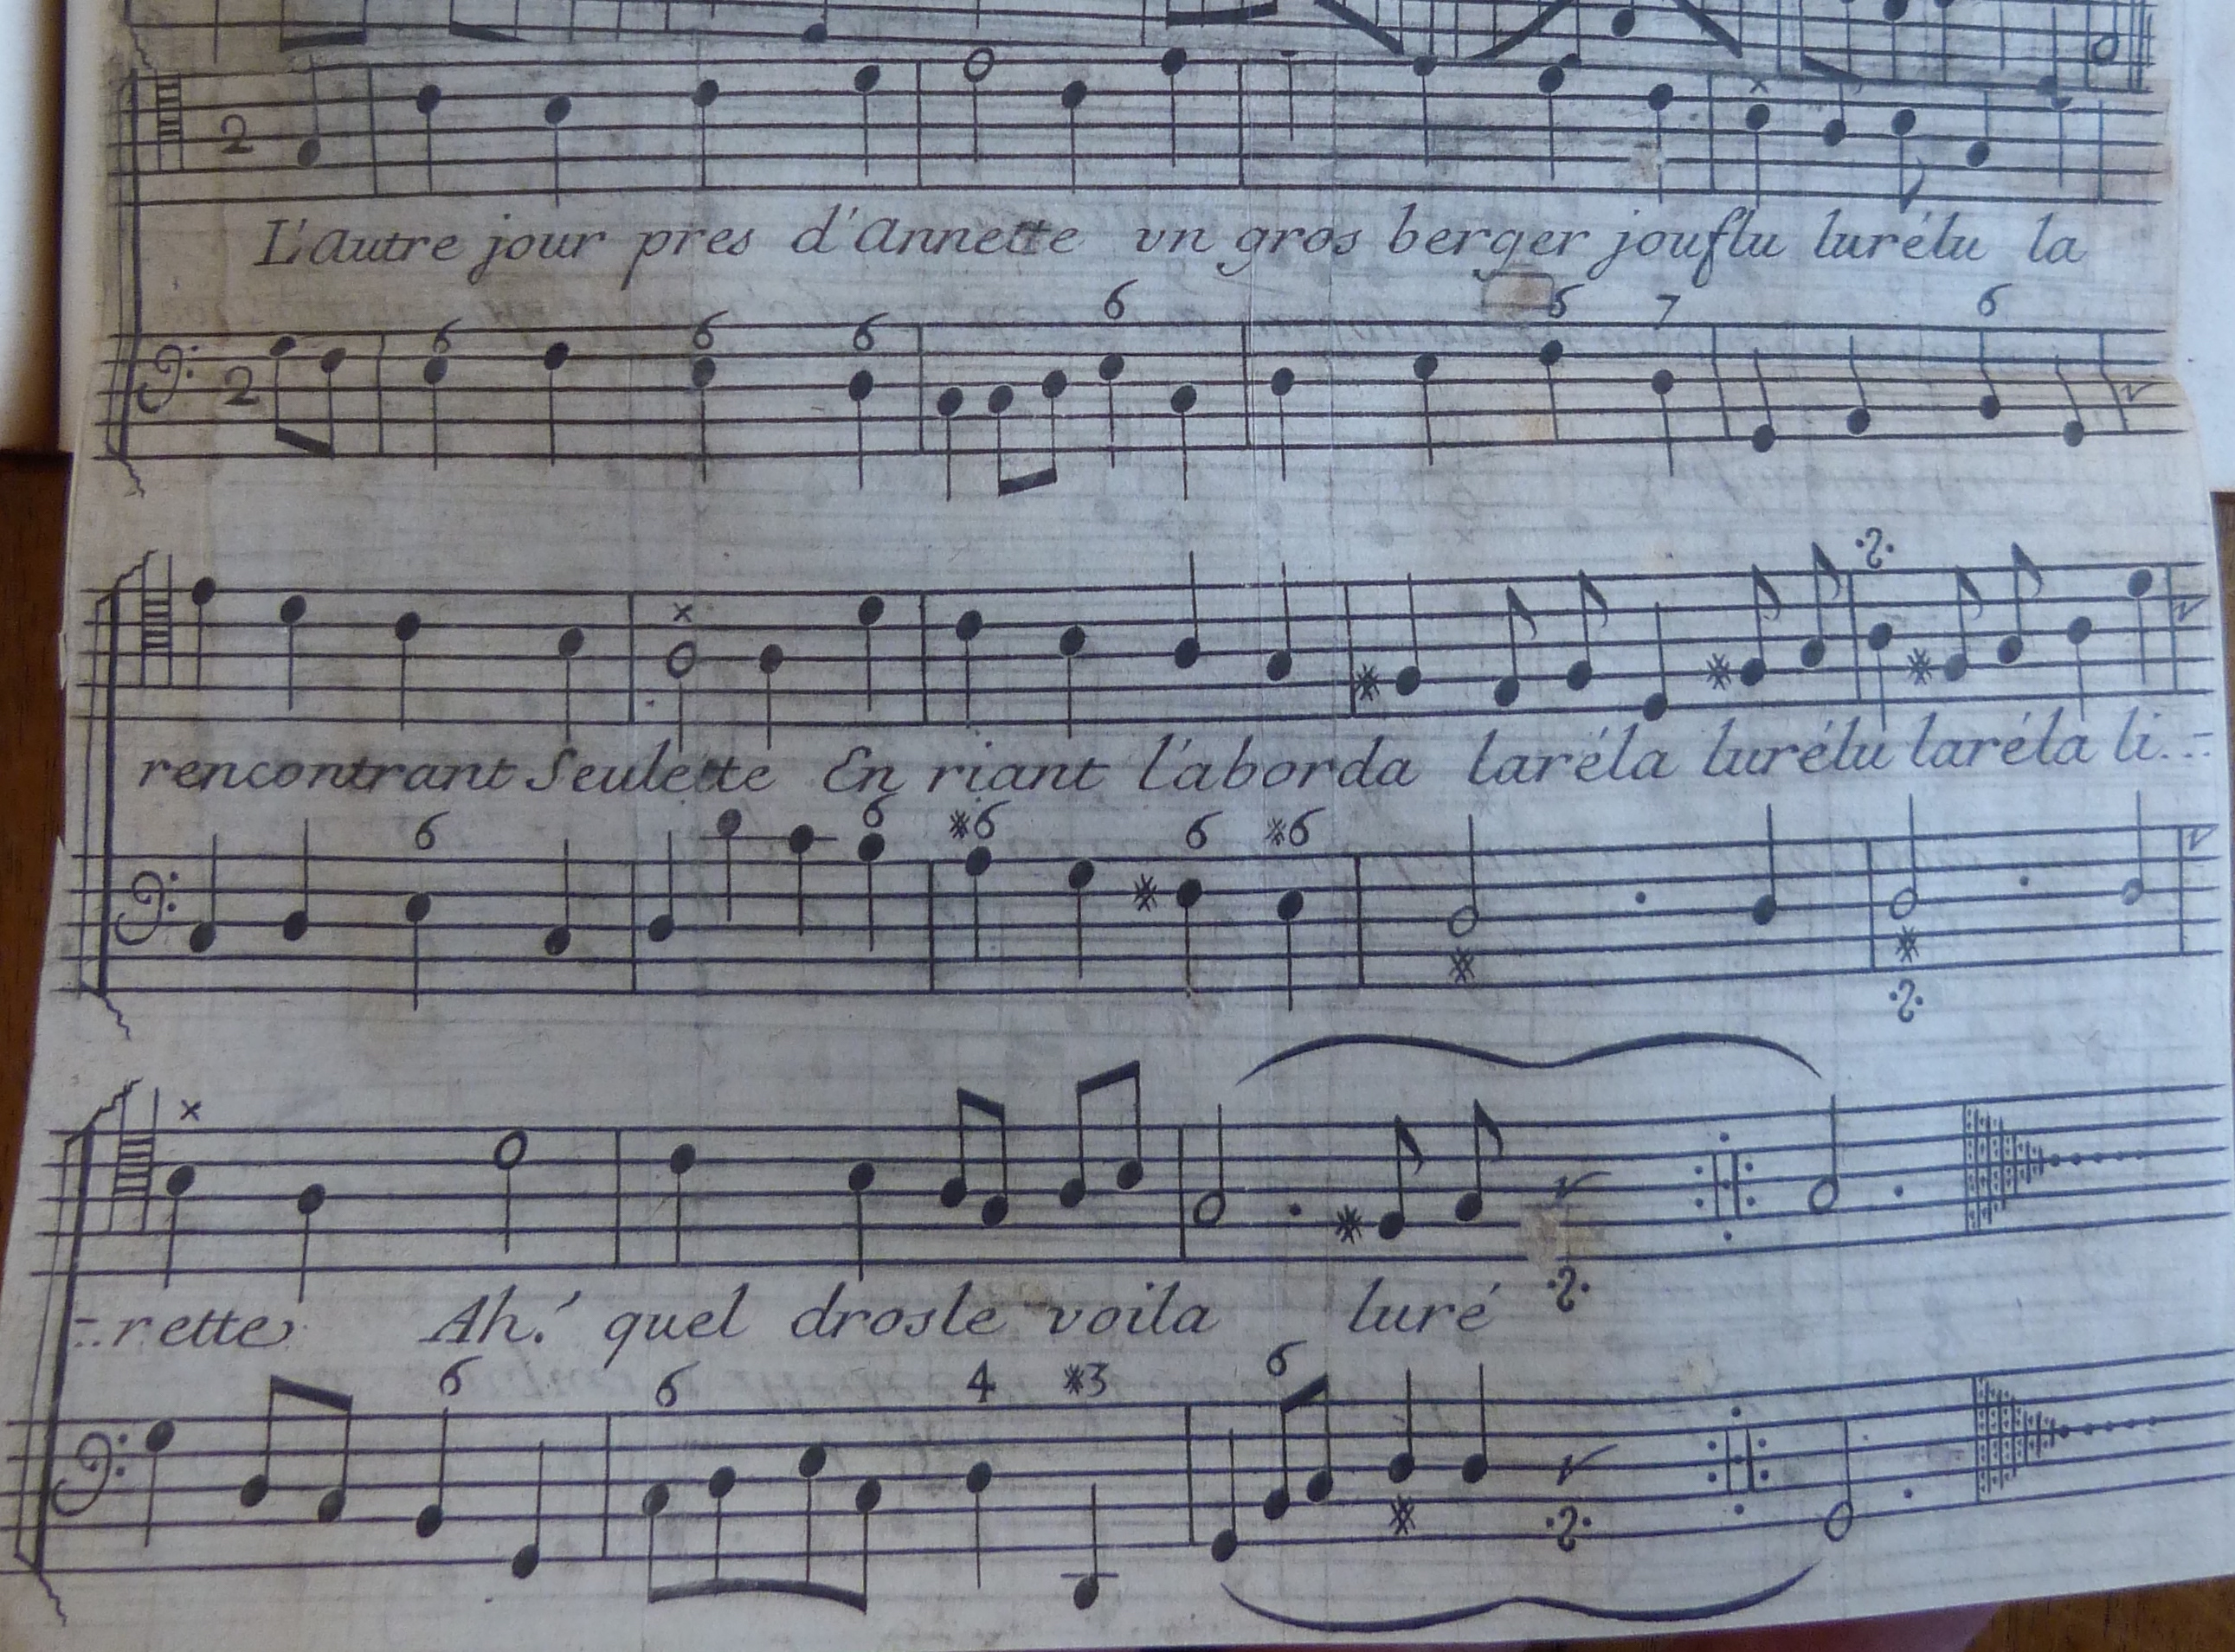 2
L'autre jour pres d'Annette un gros berger jouflu lurélu la
6 6 6 6 6 7 6
2
rencontrant Seulette En riant l'aborda laréla lurélu laréla li..=
6 6 *6 6 *6
=..rette Ah! quel drosle voila luré
6 6 4 *3 6